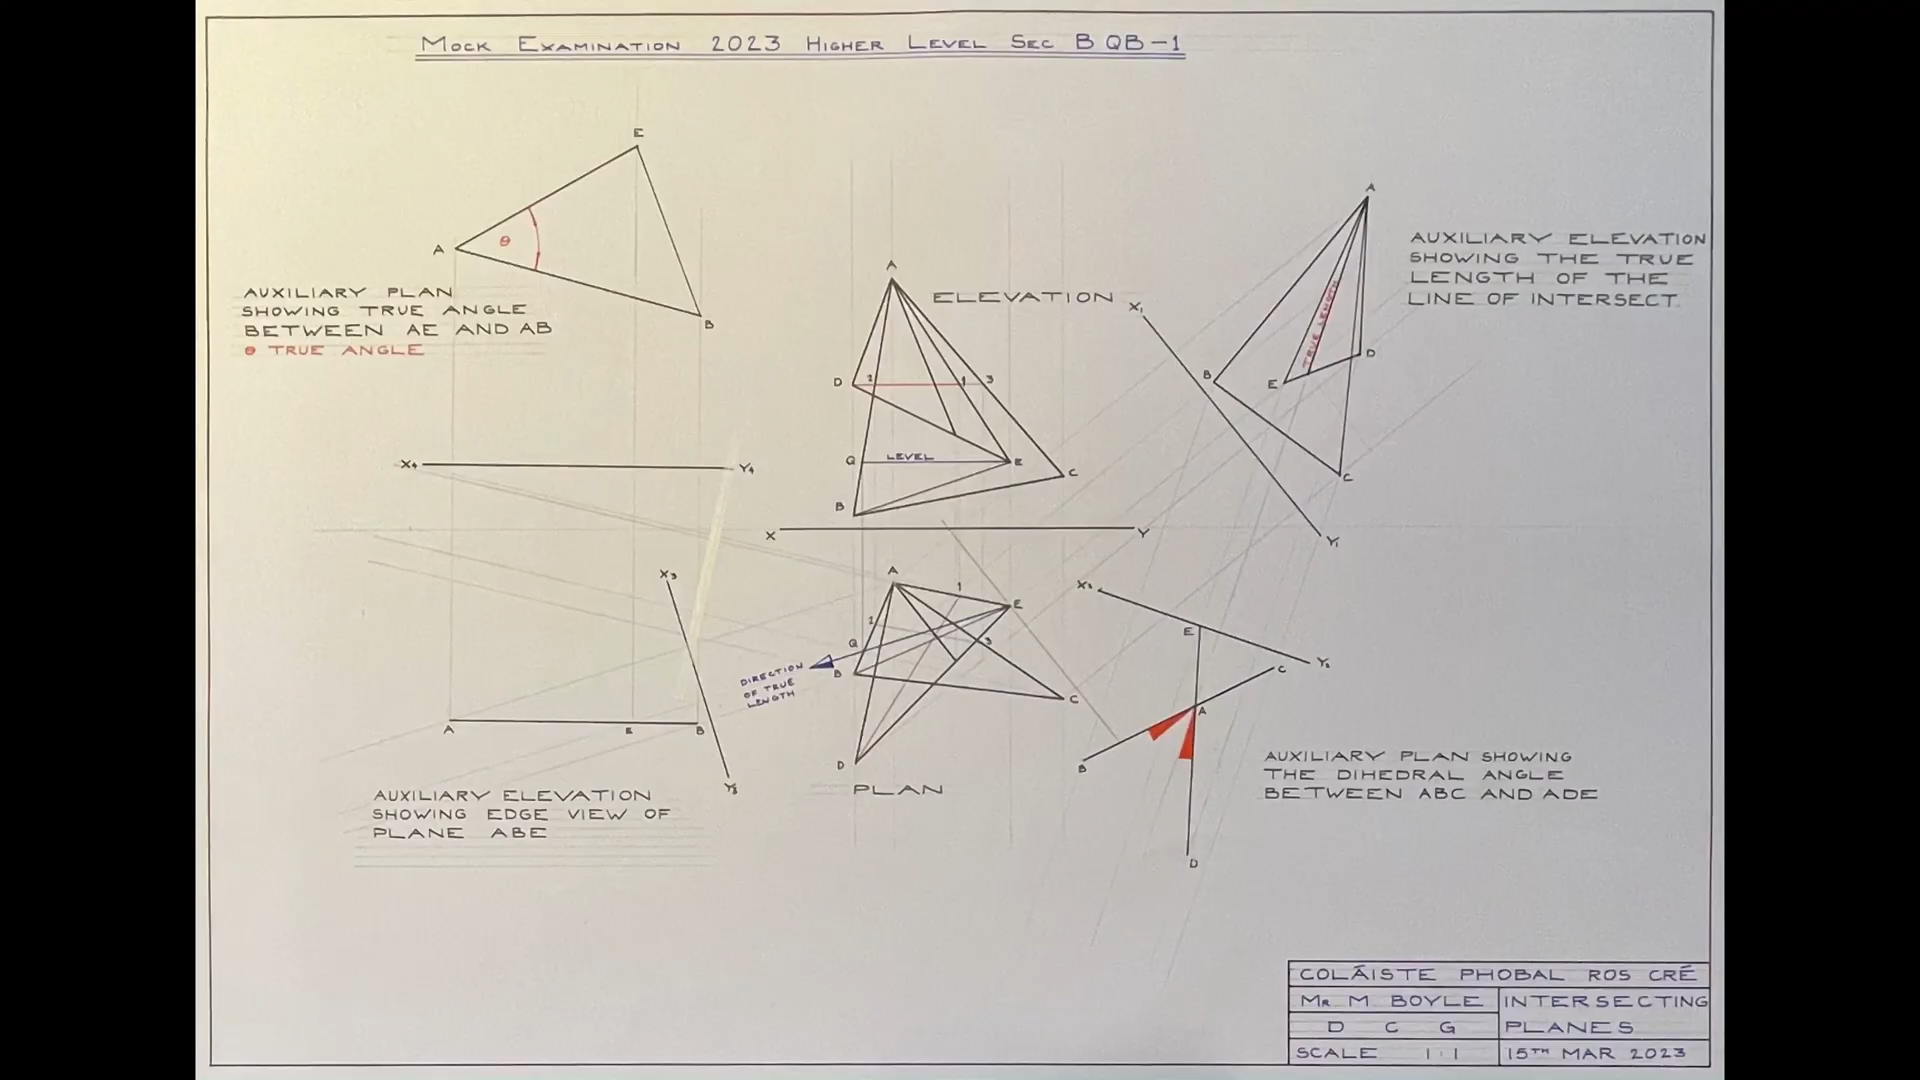 MOCK EXAMINATION 2023 HIGHER LEVEL SEC B QB-1
E
A
θ
B
AUXILIARY PLAN
SHOWING TRUE ANGLE
BETWEEN AE AND AB
θ TRUE ANGLE
X4
Y4
A
ELEVATION
D
2
1
3
Q
LEVEL
E
C
B
X
Y
A
AUXILIARY ELEVATION
SHOWING THE TRUE
LENGTH OF THE
LINE OF INTERSECT
X1
TRUE LENGTH
B
E
D
C
Y1
X3
A
E
B
Y3
AUXILIARY ELEVATION
SHOWING EDGE VIEW OF
PLANE ABE
A
1
E
2
Q
3
B
DIRECTION
OF TRUE
LENGTH
C
D
PLAN
X2
E
Y2
C
A
B
D
AUXILIARY PLAN SHOWING
THE DIHEDRAL ANGLE
BETWEEN ABC AND ADE
COLÁISTE PHOBAL ROS CRÉ
MR M BOYLE
INTERSECTING
D C G
PLANES
SCALE 1:1
15TH MAR 2023